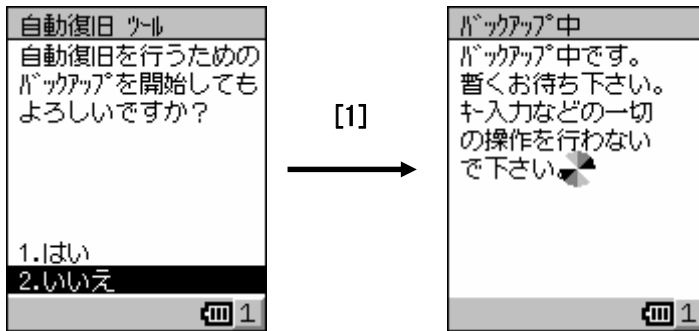 自動復旧 ﾂｰﾙ
自動復旧を行うための
ﾊﾞｯｸｱｯﾌﾟを開始しても
よろしいですか？
1.はい
2.いいえ
1
[1]
ﾊﾞｯｸｱｯﾌﾟ中
ﾊﾞｯｸｱｯﾌﾟ中です。
暫くお待ち下さい。
ｷｰ入力などの一切
の操作を行わない
で下さい。
1